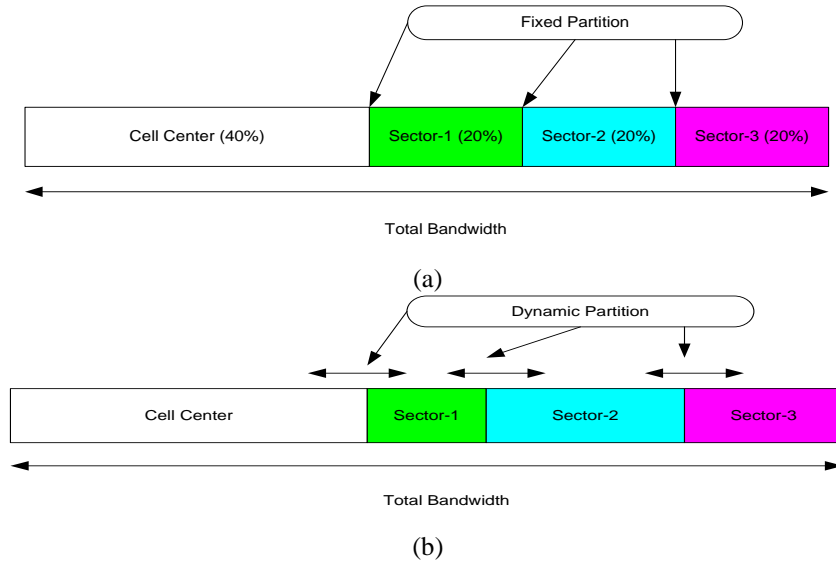 Fixed Partition
Cell Center (40%)
Sector-1 (20%)
Sector-2 (20%)
Sector-3 (20%)
Total Bandwidth
(a)
Dynamic Partition
Cell Center
Sector-1
Sector-2
Sector-3
Total Bandwidth
(b)